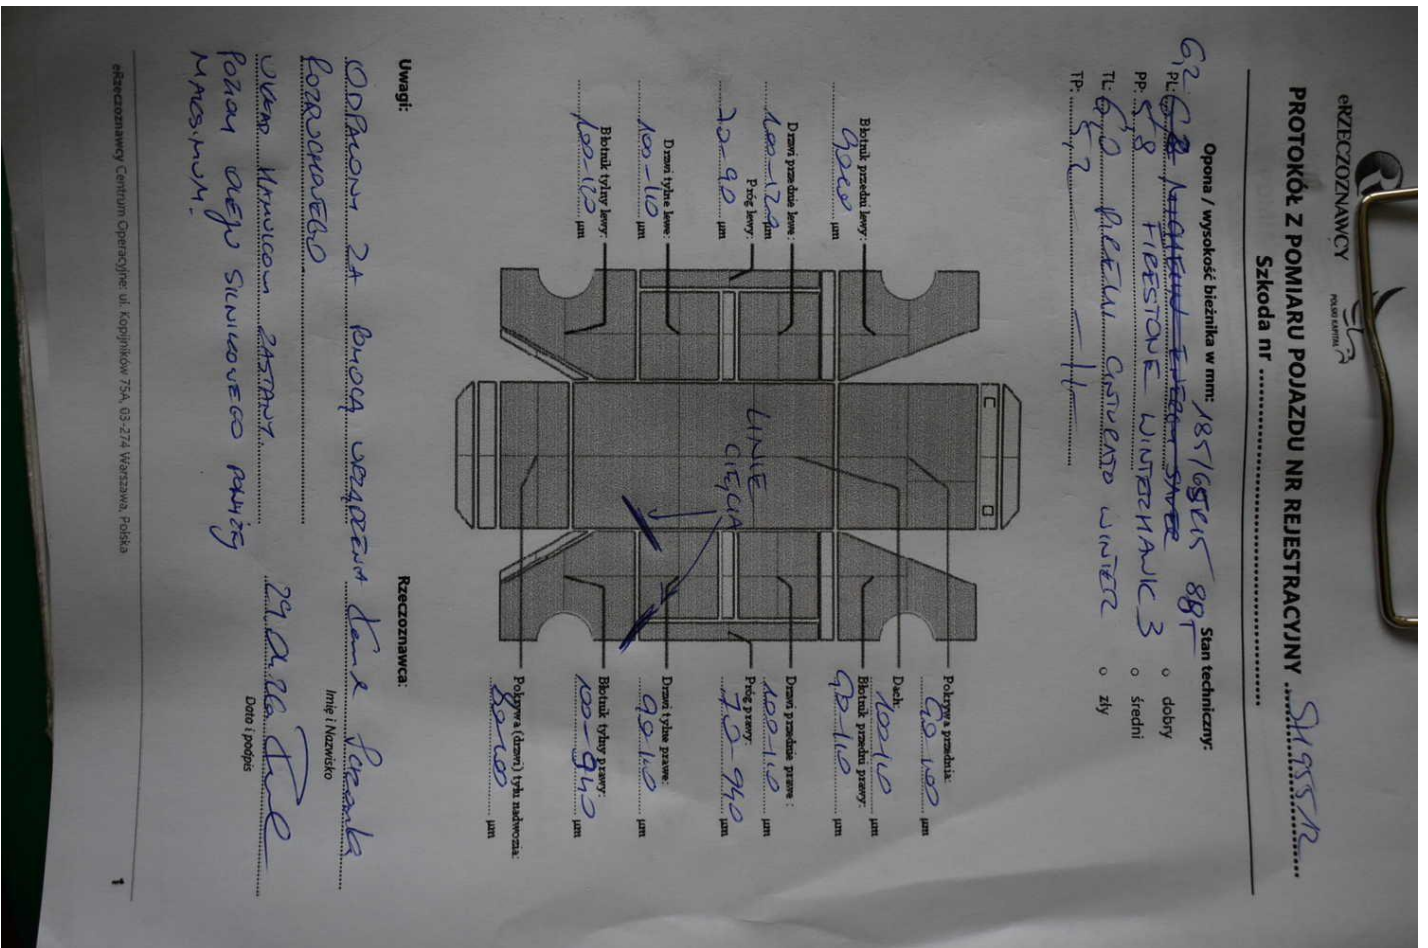 eRZECZOZNAWCY
POLSKI KAPITAŁ
PROTOKÓŁ Z POMIARU POJAZDU NR REJESTRACYJNY
Szkoda nr
Opona / wysokość bieżnika w mm: 185/65R15 88T
Stan techniczny:
6,2
PL:
PP: 5,8 FIRESTONE WINTERHAWK 3
TL: 6,0 PIRELLI CINTURATO WINTER
TP: 5,2 —11—
o dobry
o średni
o zły
Błotnik przedni lewy: µm
Drzwi przednie lewe: 100-120 µm
Próg lewy: 70-90 µm
Drzwi tylne lewe: 100-110 µm
Błotnik tylny lewy: 100-120 µm
LINIE
CIĘCIA
Pokrywa przednia: µm
Dach: 100-110 µm
Błotnik przedni prawy: 90-110 µm
Drzwi przednie prawe: 100-110 µm
Próg prawy: 70-940 µm
Drzwi tylne prawe: 90-110 µm
Błotnik tylny prawy: 100-940 µm
Pokrywa (drzwi) tyłu nadwozia: 80-100 µm
Uwagi:
ODPALONY ZA POMOCĄ URZĄDZENIA
ROZRUCHOWEGO
UKŁAD HAMULCOWY ZASTANY
POZIOM OLEJU SILNIKOWEGO PONIŻEJ
MAKSIMUM.
Rzeczoznawca:
Imię i Nazwisko
Data i podpis
eRzeczoznawcy Centrum Operacyjne: ul. Kopijników 75A, 03-274 Warszawa, Polska
1